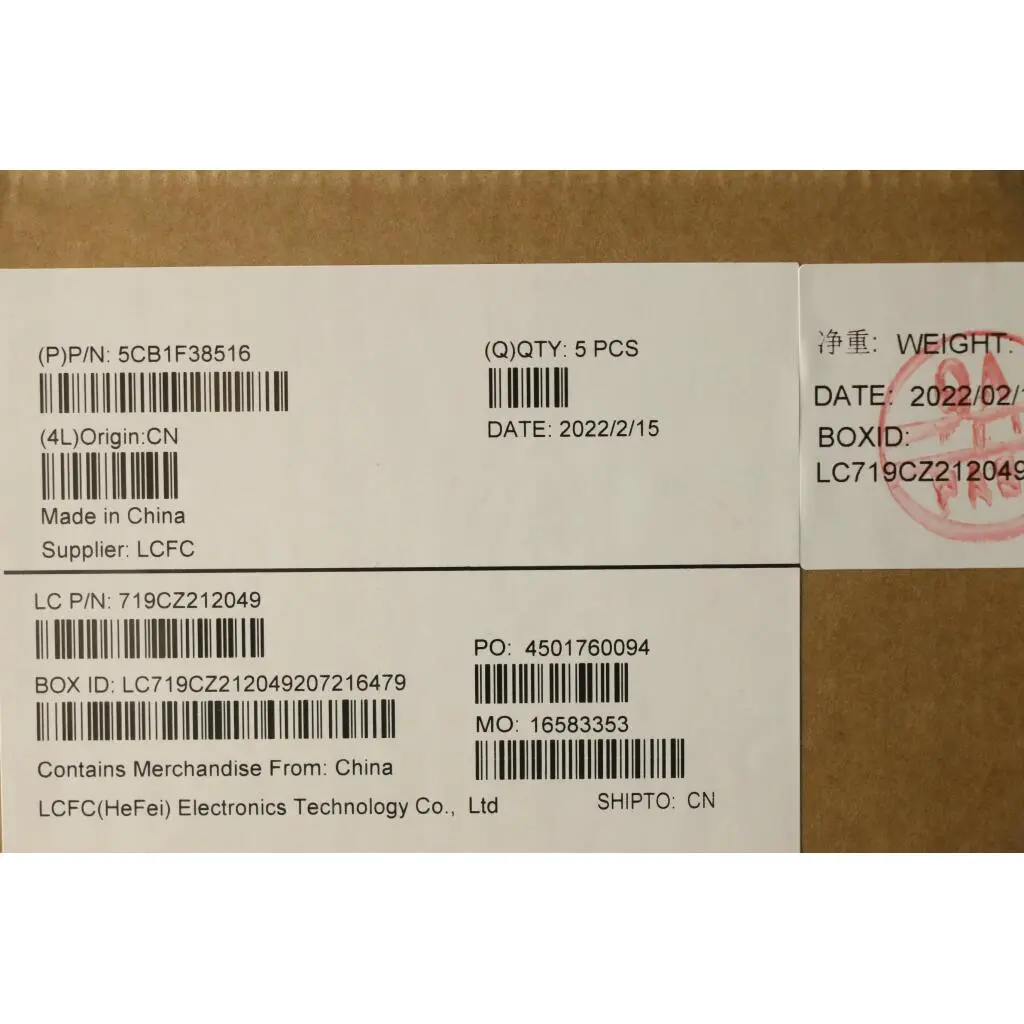 (P)P/N: 5CB1F38516
(Q)QTY: 5 PCS
DATE: 2022/2/15
(4L)Origin:CN
Made in China
Supplier: LCFC
LC P/N: 719CZ212049
PO: 4501760094
BOX ID: LC719CZ212049207216479
MO: 16583353
Contains Merchandise From: China
LCFC(HeFei) Electronics Technology Co., Ltd
SHIPTO: CN
净重: WEIGHT:
DATE: 2022/02/
BOXID:
LC719CZ212049
QA